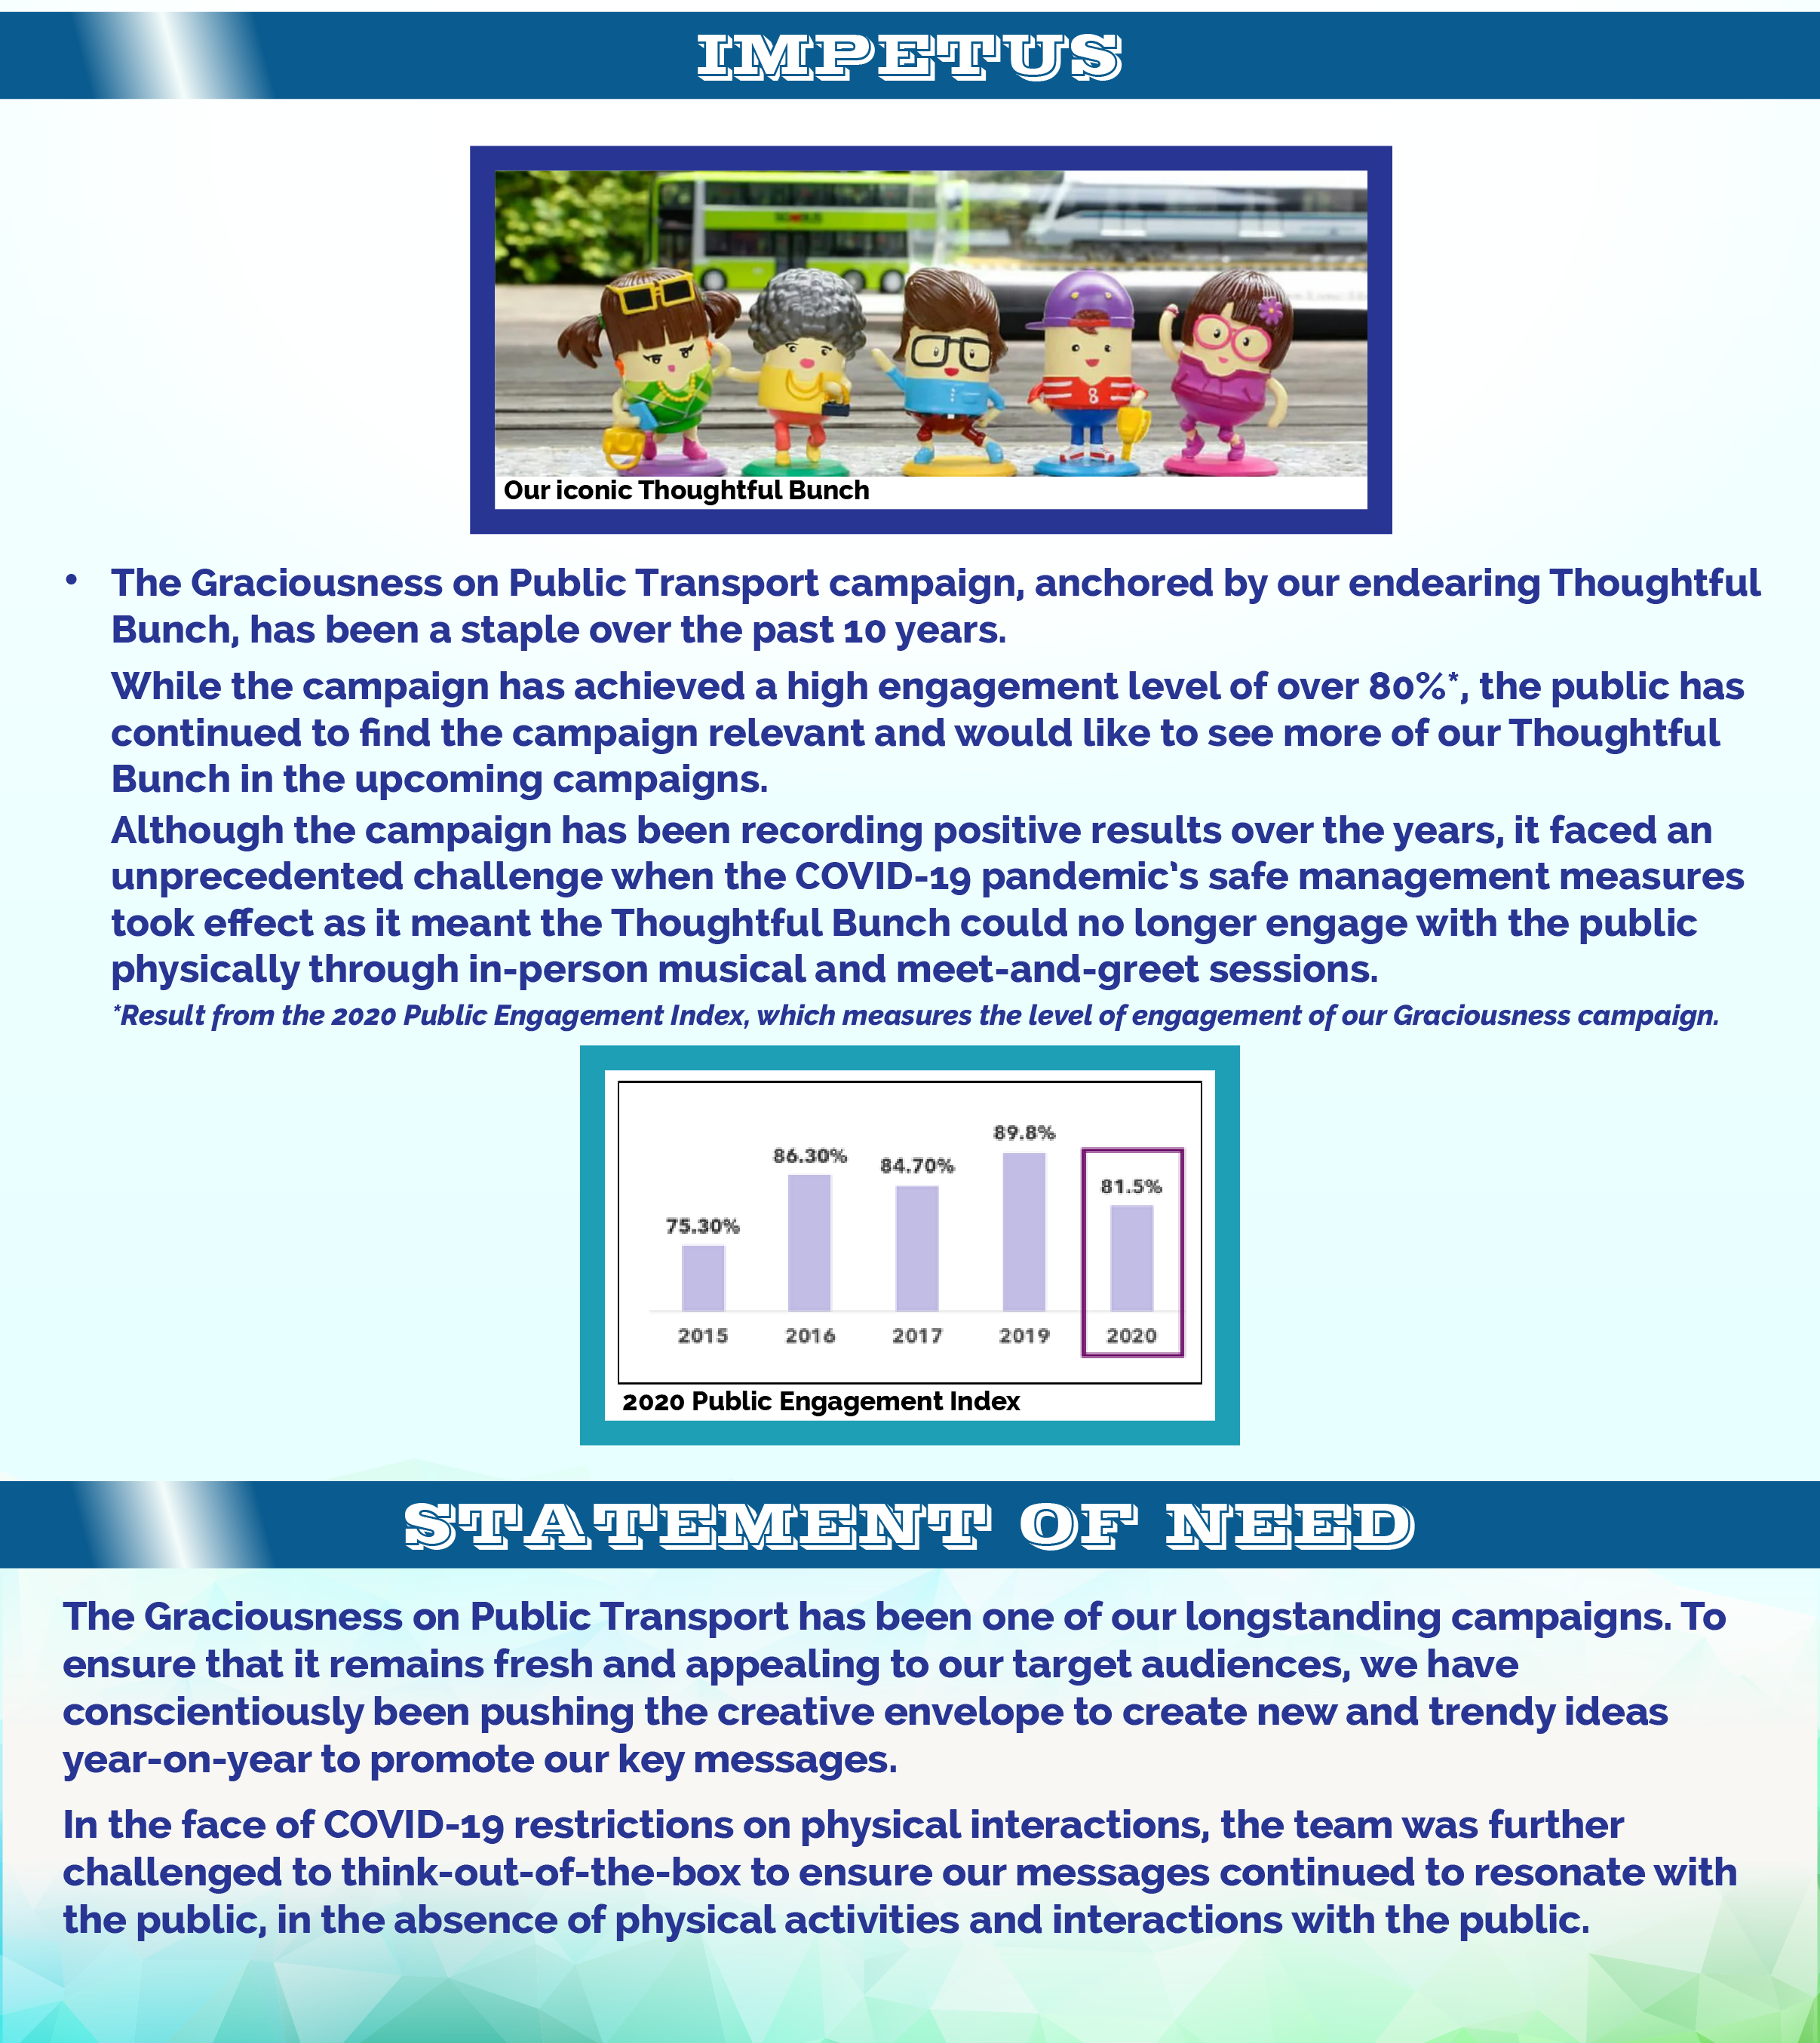 IMPETUS
Our iconic Thoughtful Bunch
• The Graciousness on Public Transport campaign, anchored by our endearing Thoughtful
Bunch, has been a staple over the past 10 years.
While the campaign has achieved a high engagement level of over 80%*, the public has
continued to find the campaign relevant and would like to see more of our Thoughtful
Bunch in the upcoming campaigns.
Although the campaign has been recording positive results over the years, it faced an
unprecedented challenge when the COVID-19 pandemic's safe management measures
took effect as it meant the Thoughtful Bunch could no longer engage with the public
physically through in-person musical and meet-and-greet sessions.
*Result from the 2020 Public Engagement Index, which measures the level of engagement of our Graciousness campaign.
75.30% 86.30% 84.70% 89.8% 81.5%
2015 2016 2017 2019 2020
2020 Public Engagement Index
STATEMENT OF NEED
The Graciousness on Public Transport has been one of our longstanding campaigns. To
ensure that it remains fresh and appealing to our target audiences, we have
conscientiously been pushing the creative envelope to create new and trendy ideas
year-on-year to promote our key messages.
In the face of COVID-19 restrictions on physical interactions, the team was further
challenged to think-out-of-the-box to ensure our messages continued to resonate with
the public, in the absence of physical activities and interactions with the public.